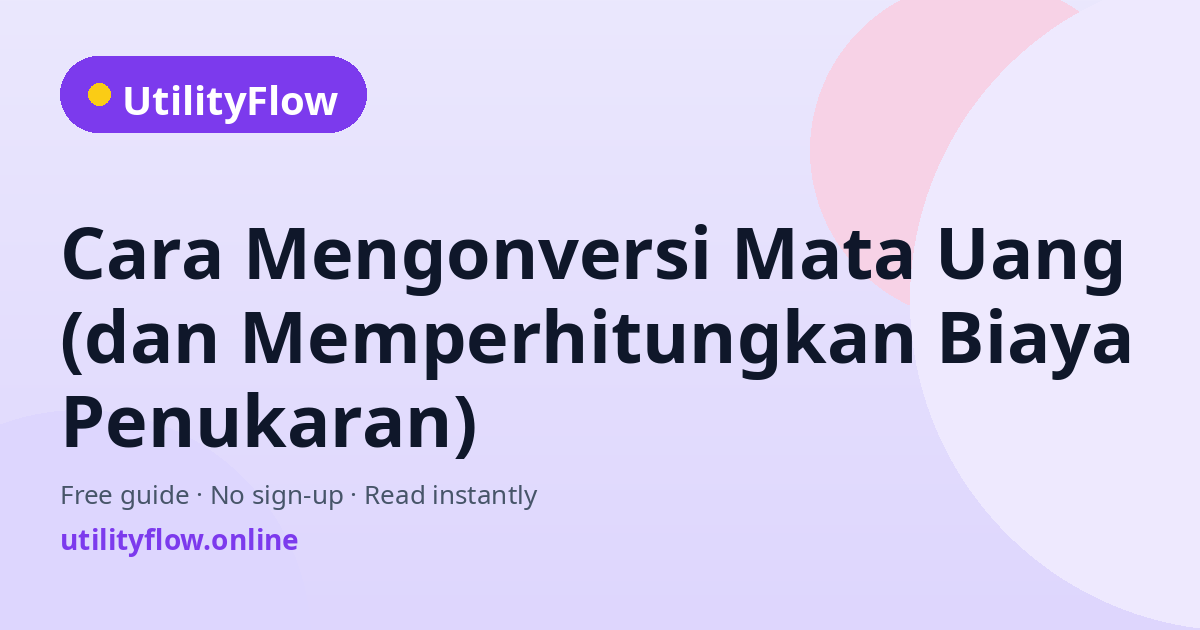 UtilityFlow
Cara Mengonversi Mata Uang
(dan Memperhitungkan Biaya
Penukaran)
Free guide · No sign-up · Read instantly
utilityflow.online